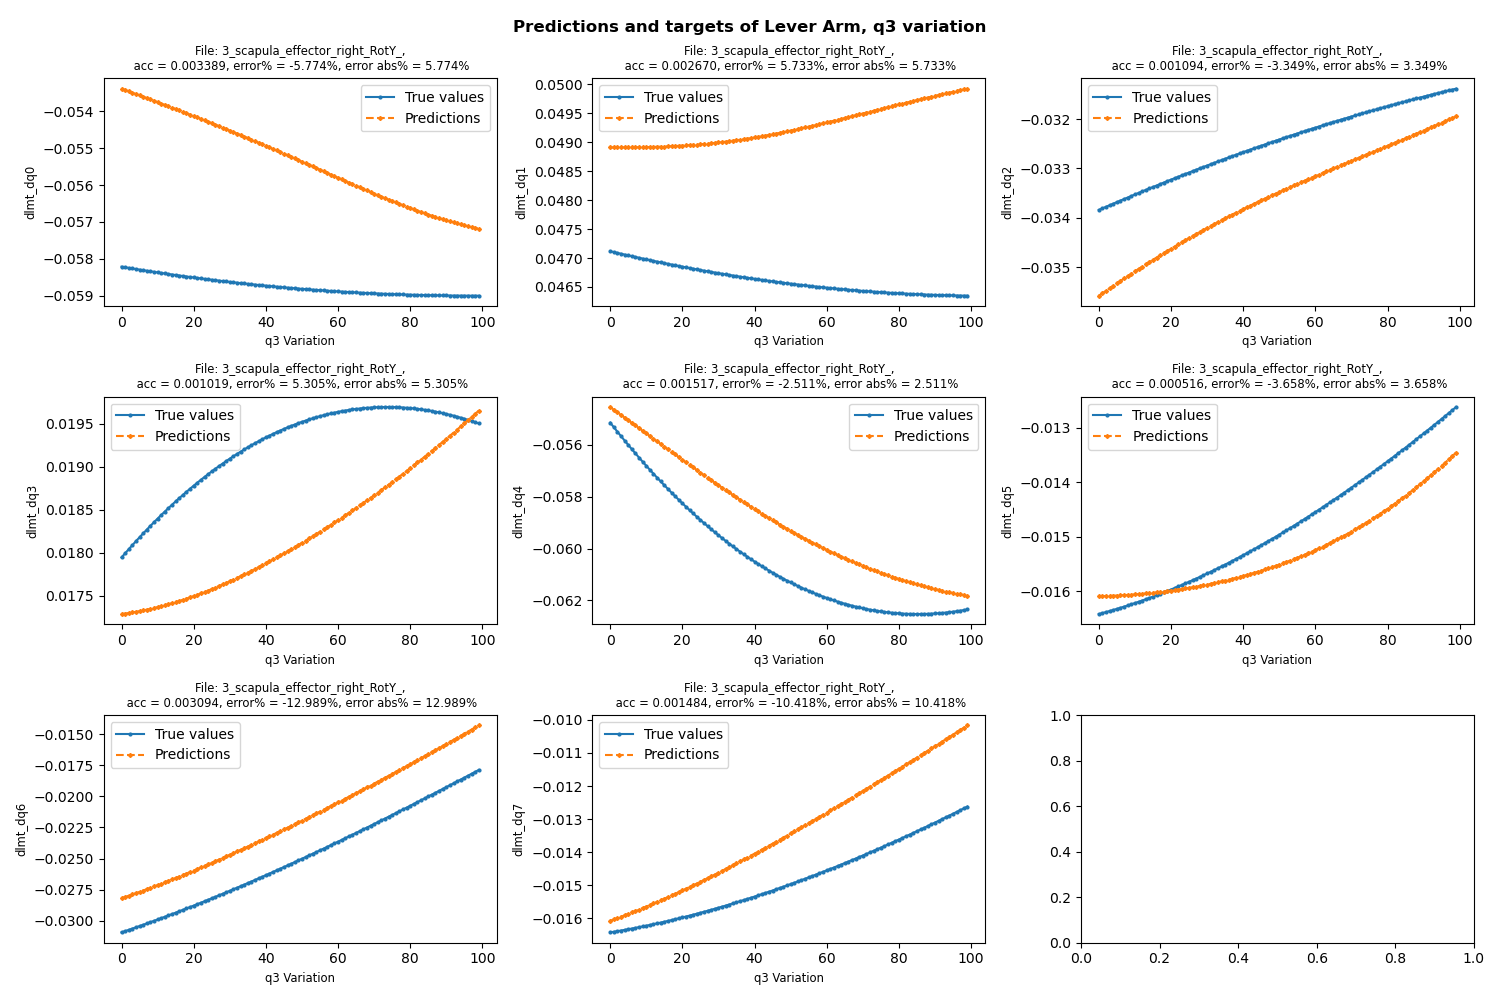 Predictions and targets of Lever Arm, q3 variation
File: 3_scapula_effector_right_RotY_,
acc = 0.003389, error% = -5.774%, error abs% = 5.774%
True values
Predictions
−0.054
−0.055
−0.056
−0.057
−0.058
−0.059
dlmt_dq0
0 20 40 60 80 100
q3 Variation
File: 3_scapula_effector_right_RotY_,
acc = 0.002670, error% = 5.733%, error abs% = 5.733%
True values
Predictions
0.0500
0.0495
0.0490
0.0485
0.0480
0.0475
0.0470
0.0465
dlmt_dq1
0 20 40 60 80 100
q3 Variation
File: 3_scapula_effector_right_RotY_,
acc = 0.001094, error% = -3.349%, error abs% = 3.349%
True values
Predictions
−0.032
−0.033
−0.034
−0.035
dlmt_dq2
0 20 40 60 80 100
q3 Variation
File: 3_scapula_effector_right_RotY_,
acc = 0.001019, error% = 5.305%, error abs% = 5.305%
True values
Predictions
0.0195
0.0190
0.0185
0.0180
0.0175
dlmt_dq3
0 20 40 60 80 100
q3 Variation
File: 3_scapula_effector_right_RotY_,
acc = 0.001517, error% = -2.511%, error abs% = 2.511%
True values
Predictions
−0.056
−0.058
−0.060
−0.062
dlmt_dq4
0 20 40 60 80 100
q3 Variation
File: 3_scapula_effector_right_RotY_,
acc = 0.000516, error% = -3.658%, error abs% = 3.658%
True values
Predictions
−0.013
−0.014
−0.015
−0.016
dlmt_dq5
0 20 40 60 80 100
q3 Variation
File: 3_scapula_effector_right_RotY_,
acc = 0.003094, error% = -12.989%, error abs% = 12.989%
True values
Predictions
−0.0150
−0.0175
−0.0200
−0.0225
−0.0250
−0.0275
−0.0300
dlmt_dq6
0 20 40 60 80 100
q3 Variation
File: 3_scapula_effector_right_RotY_,
acc = 0.001484, error% = -10.418%, error abs% = 10.418%
True values
Predictions
−0.010
−0.011
−0.012
−0.013
−0.014
−0.015
−0.016
dlmt_dq7
0 20 40 60 80 100
q3 Variation
1.0
0.8
0.6
0.4
0.2
0.0
0.0 0.2 0.4 0.6 0.8 1.0